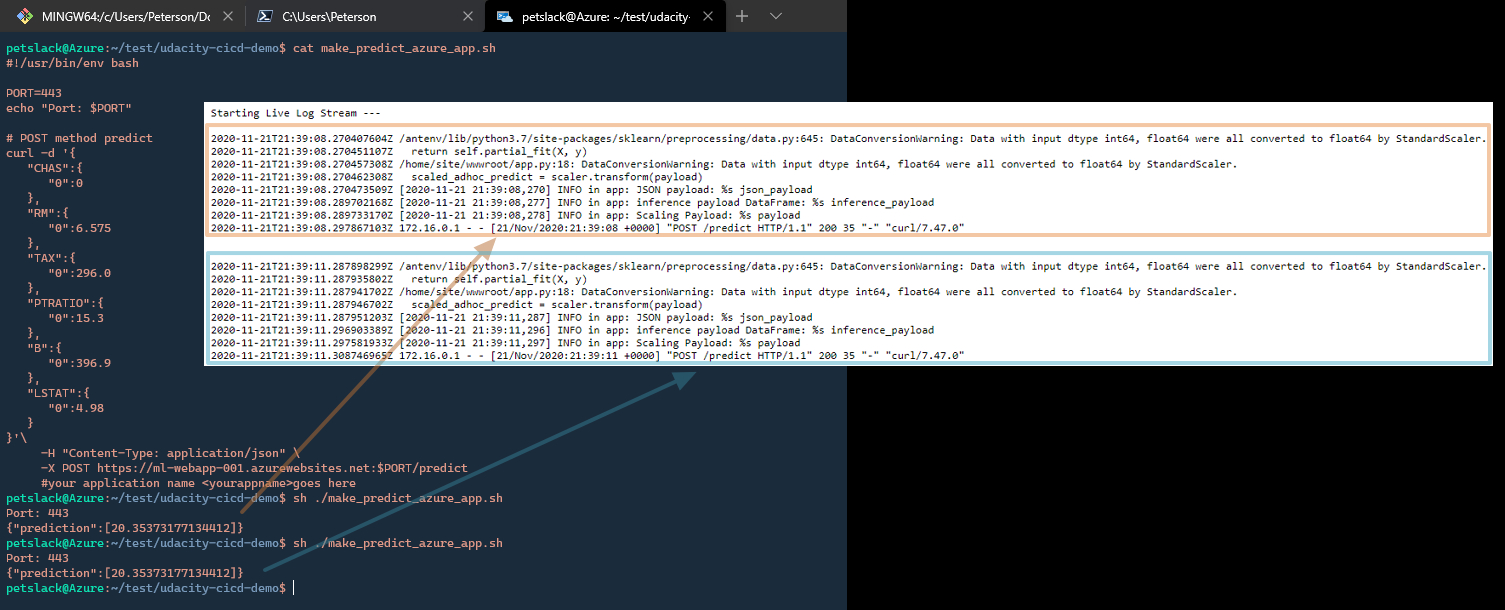 MINGW64:/c/Users/Peterson/Do
C:\Users\Peterson
petslack@Azure: ~/test/udacity-
petslack@Azure:~/test/udacity-cicd-demo$ cat make_predict_azure_app.sh
#!/usr/bin/env bash
PORT=443
echo "Port: $PORT"
# POST method predict
curl -d '{
"CHAS":{
"0":0
},
"RM":{
"0":6.575
},
"TAX":{
"0":296.0
},
"PTRATIO":{
"0":15.3
},
"B":{
"0":396.9
},
"LSTAT":{
"0":4.98
}
}'\
-H "Content-Type: application/json" \
-X POST https://ml-webapp-001.azurewebsites.net:$PORT/predict
#your application name <yourappname>goes here
petslack@Azure:~/test/udacity-cicd-demo$ sh ./make_predict_azure_app.sh
Port: 443
{"prediction":[20.35373177134412]}
petslack@Azure:~/test/udacity-cicd-demo$ sh ./make_predict_azure_app.sh
Port: 443
{"prediction":[20.35373177134412]}
petslack@Azure:~/test/udacity-cicd-demo$
Starting Live Log Stream ---
2020-11-21T21:39:08.270407604Z /antenv/lib/python3.7/site-packages/sklearn/preprocessing/data.py:645: DataConversionWarning: Data with input dtype int64, float64 were all converted to float64 by StandardScaler.
2020-11-21T21:39:08.270451107Z return self.partial_fit(X, y)
2020-11-21T21:39:08.270457308Z /home/site/wwwroot/app.py:18: DataConversionWarning: Data with input dtype int64, float64 were all converted to float64 by StandardScaler.
2020-11-21T21:39:08.270462308Z scaled_adhoc_predict = scaler.transform(payload)
2020-11-21T21:39:08.270473509Z [2020-11-21 21:39:08,270] INFO in app: JSON payload: %s json_payload
2020-11-21T21:39:08.289702168Z [2020-11-21 21:39:08,277] INFO in app: inference payload DataFrame: %s inference_payload
2020-11-21T21:39:08.289733170Z [2020-11-21 21:39:08,278] INFO in app: Scaling Payload: %s payload
2020-11-21T21:39:08.297867103Z 172.16.0.1 - - [21/Nov/2020:21:39:08 +0000] "POST /predict HTTP/1.1" 200 35 "-" "curl/7.47.0"
2020-11-21T21:39:11.287898299Z /antenv/lib/python3.7/site-packages/sklearn/preprocessing/data.py:645: DataConversionWarning: Data with input dtype int64, float64 were all converted to float64 by StandardScaler.
2020-11-21T21:39:11.287935802Z return self.partial_fit(X, y)
2020-11-21T21:39:11.287941702Z /home/site/wwwroot/app.py:18: DataConversionWarning: Data with input dtype int64, float64 were all converted to float64 by StandardScaler.
2020-11-21T21:39:11.287946702Z scaled_adhoc_predict = scaler.transform(payload)
2020-11-21T21:39:11.287951203Z [2020-11-21 21:39:11,287] INFO in app: JSON payload: %s json_payload
2020-11-21T21:39:11.296903389Z [2020-11-21 21:39:11,296] INFO in app: inference payload DataFrame: %s inference_payload
2020-11-21T21:39:11.297581933Z [2020-11-21 21:39:11,297] INFO in app: Scaling Payload: %s payload
2020-11-21T21:39:11.308746965Z 172.16.0.1 - - [21/Nov/2020:21:39:11 +0000] "POST /predict HTTP/1.1" 200 35 "-" "curl/7.47.0"